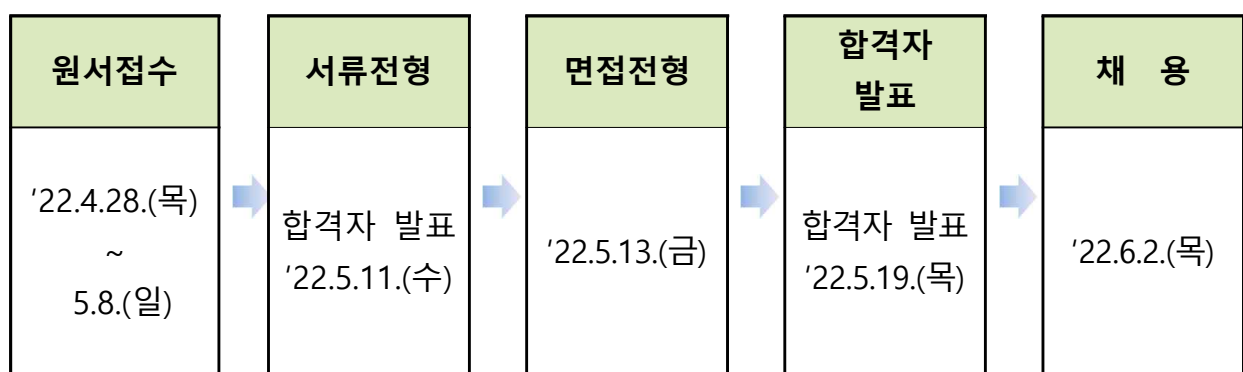 원서접수
'22.4.28.(목)
~
5.8.(일)
서류전형
합격자 발표
'22.5.11.(수)
면접전형
'22.5.13.(금)
합격자
발표
합격자 발표
'22.5.19.(목)
채 용
'22.6.2.(목)